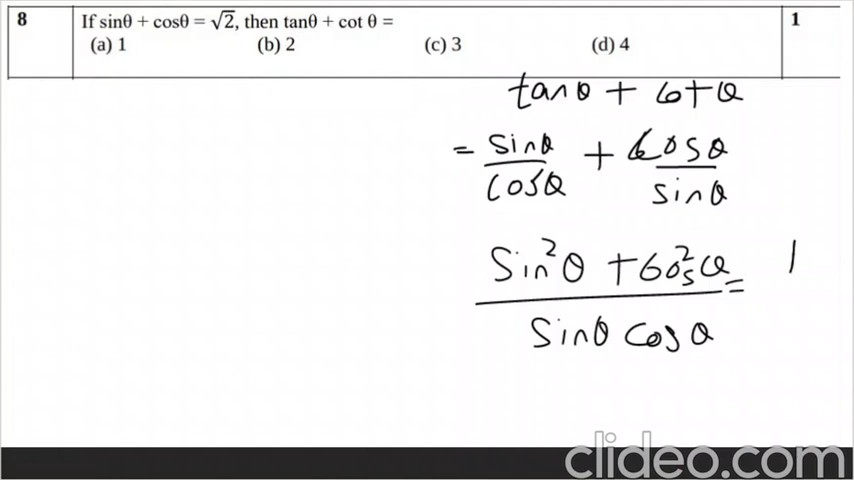 8 If sinθ + cosθ = √2, then tanθ + cot θ = 1
(a) 1 (b) 2 (c) 3 (d) 4
tanθ + cotθ
= sinθ/cosθ + cosθ/sinθ
sin²θ + cos²θ = 1
sinθ cosθ
clideo.com